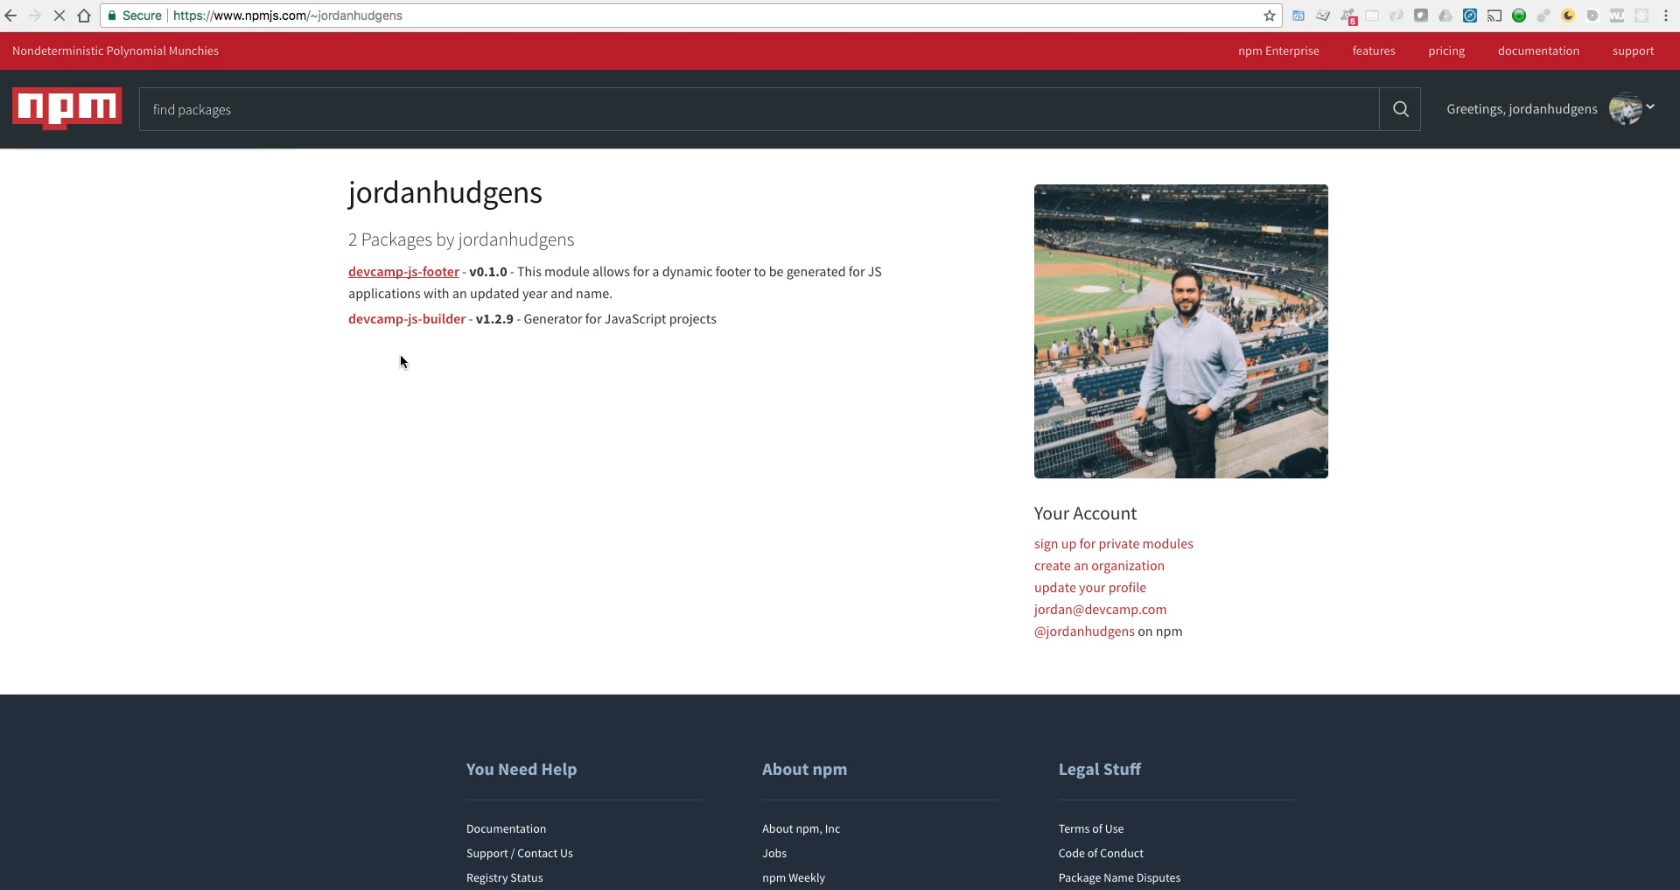 Secure https://www.npmjs.com/~jordanhudgens
5
Nondeterministic Polynomial Munchies npm Enterprise features pricing documentation support
npm find packages Greetings, jordanhudgens
jordanhudgens
2 Packages by jordanhudgens
devcamp-js-footer - v0.1.0 - This module allows for a dynamic footer to be generated for JS
applications with an updated year and name.
devcamp-js-builder - v1.2.9 - Generator for JavaScript projects
Your Account
sign up for private modules
create an organization
update your profile
jordan@devcamp.com
@jordanhudgens on npm
You Need Help
Documentation
Support / Contact Us
Registry Status
About npm
About npm, Inc
Jobs
npm Weekly
Legal Stuff
Terms of Use
Code of Conduct
Package Name Disputes